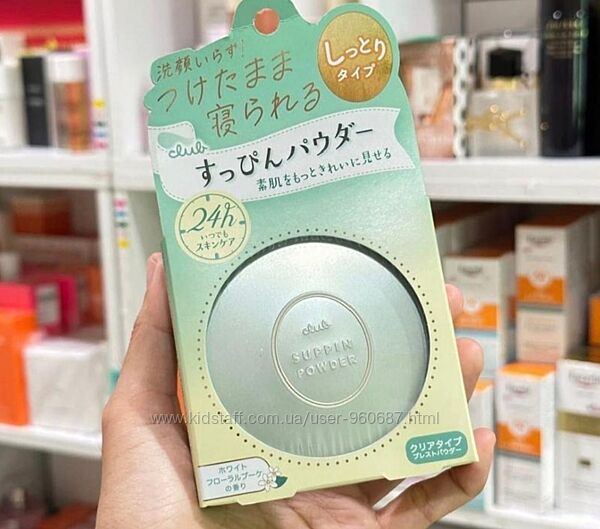 洗顔いらず!
つけたまま
寝られる
しっとり
タイプ
club
すっぴんパウダー
素肌をもっときれいに見せる
24h
いつでも
スキンケア
club
SUPPIN
POWDER
www.kidstaff.com.ua/user-960687.html
ホワイト
フローラルブーケ
の香り
クリアタイプ
プレストパウダー